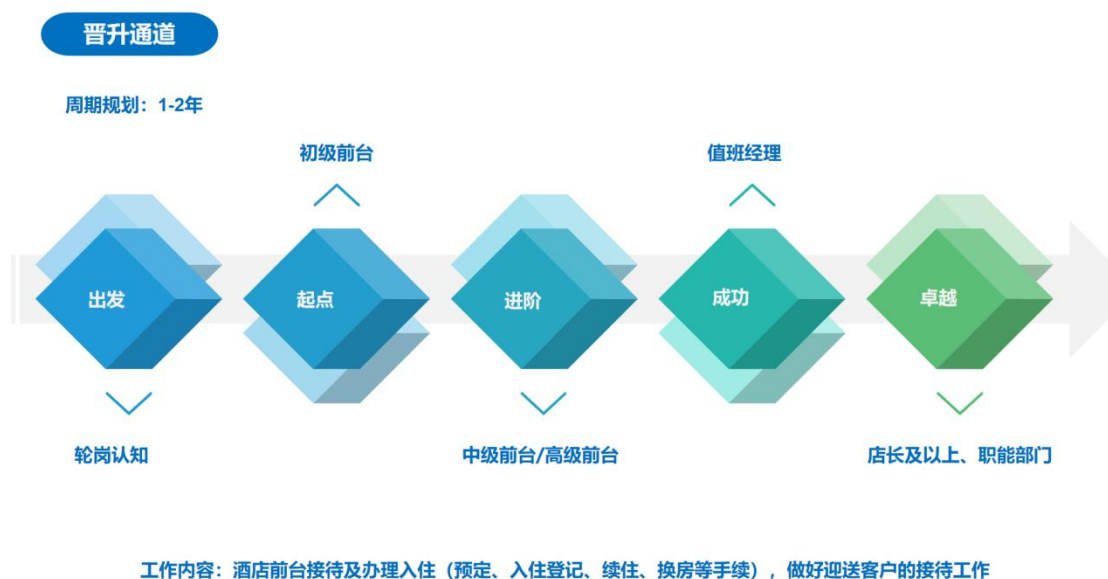 晋升通道
周期规划：1-2年
初级前台
值班经理
出发
起点
进阶
成功
卓越
轮岗认知
中级前台/高级前台
店长及以上、职能部门
工作内容：酒店前台接待及办理入住（预定、入住登记、续住、换房等手续），做好迎送客户的接待工作